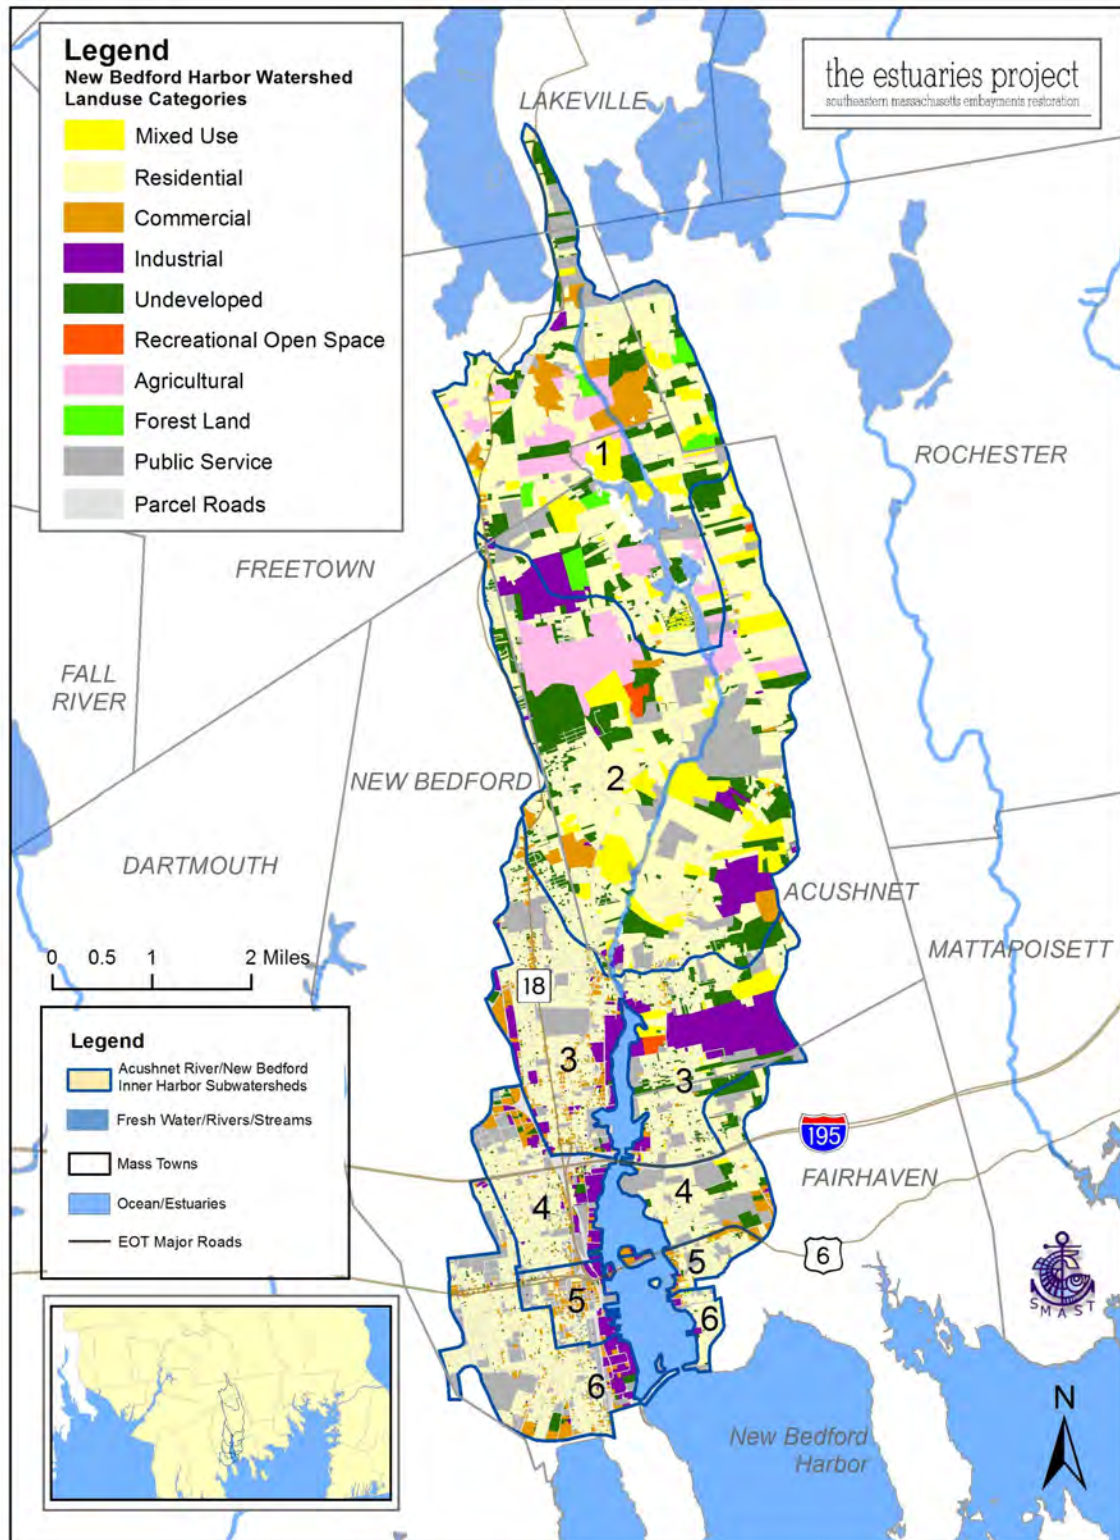 Legend
New Bedford Harbor Watershed
Landuse Categories
Mixed Use
Residential
Commercial
Industrial
Undeveloped
Recreational Open Space
Agricultural
Forest Land
Public Service
Parcel Roads
the estuaries project
southeastern massachusetts embayments restoration
LAKEVILLE
ROCHESTER
1
FREETOWN
FALL
RIVER
NEW BEDFORD
2
DARTMOUTH
ACUSHNET
MATTAPOISETT
0 0.5 1 2 Miles
18
3
3
Legend
Acushnet River/New Bedford
Inner Harbor Subwatersheds
Fresh Water/Rivers/Streams
Mass Towns
Ocean/Estuaries
EOT Major Roads
195
FAIRHAVEN
4
4
6
5
5
6
6
SMAST
New Bedford
Harbor
N